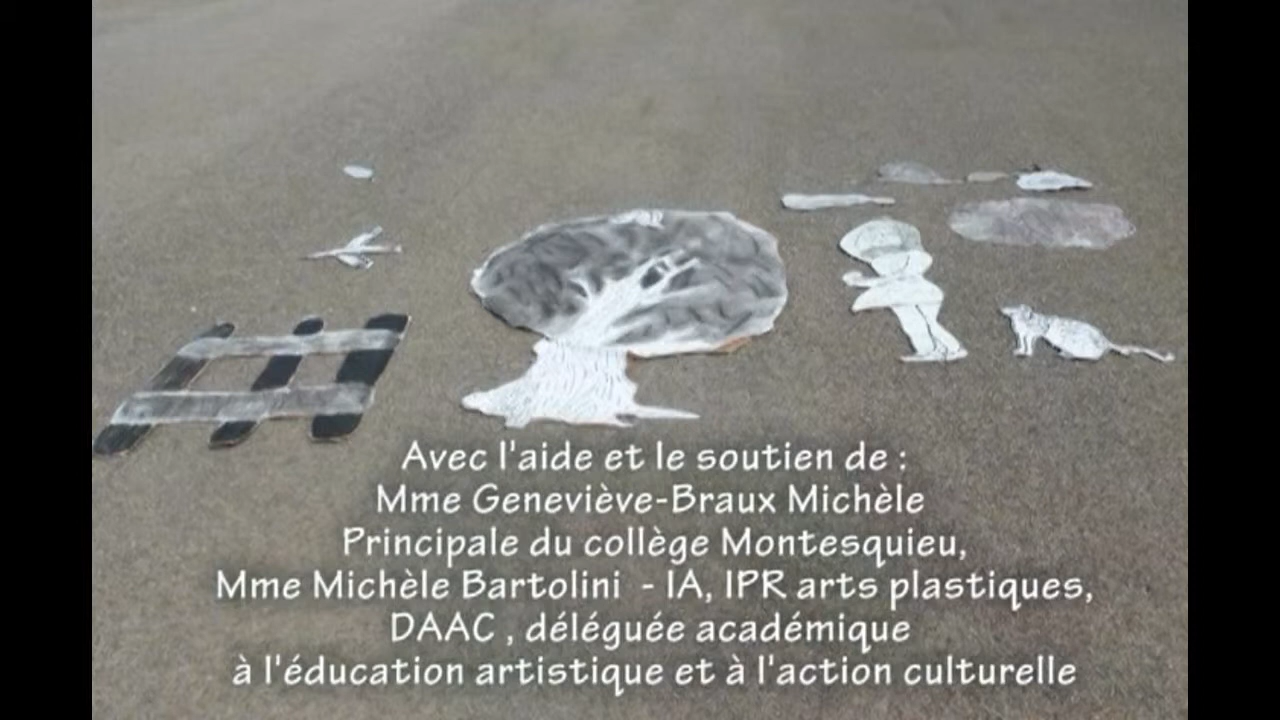 Avec l'aide et le soutien de :
Mme Geneviève-Braux Michèle
Principale du collège Montesquieu,
Mme Michèle Bartolini - IA, IPR arts plastiques,
DAAC , déléguée académique
à l'éducation artistique et à l'action culturelle